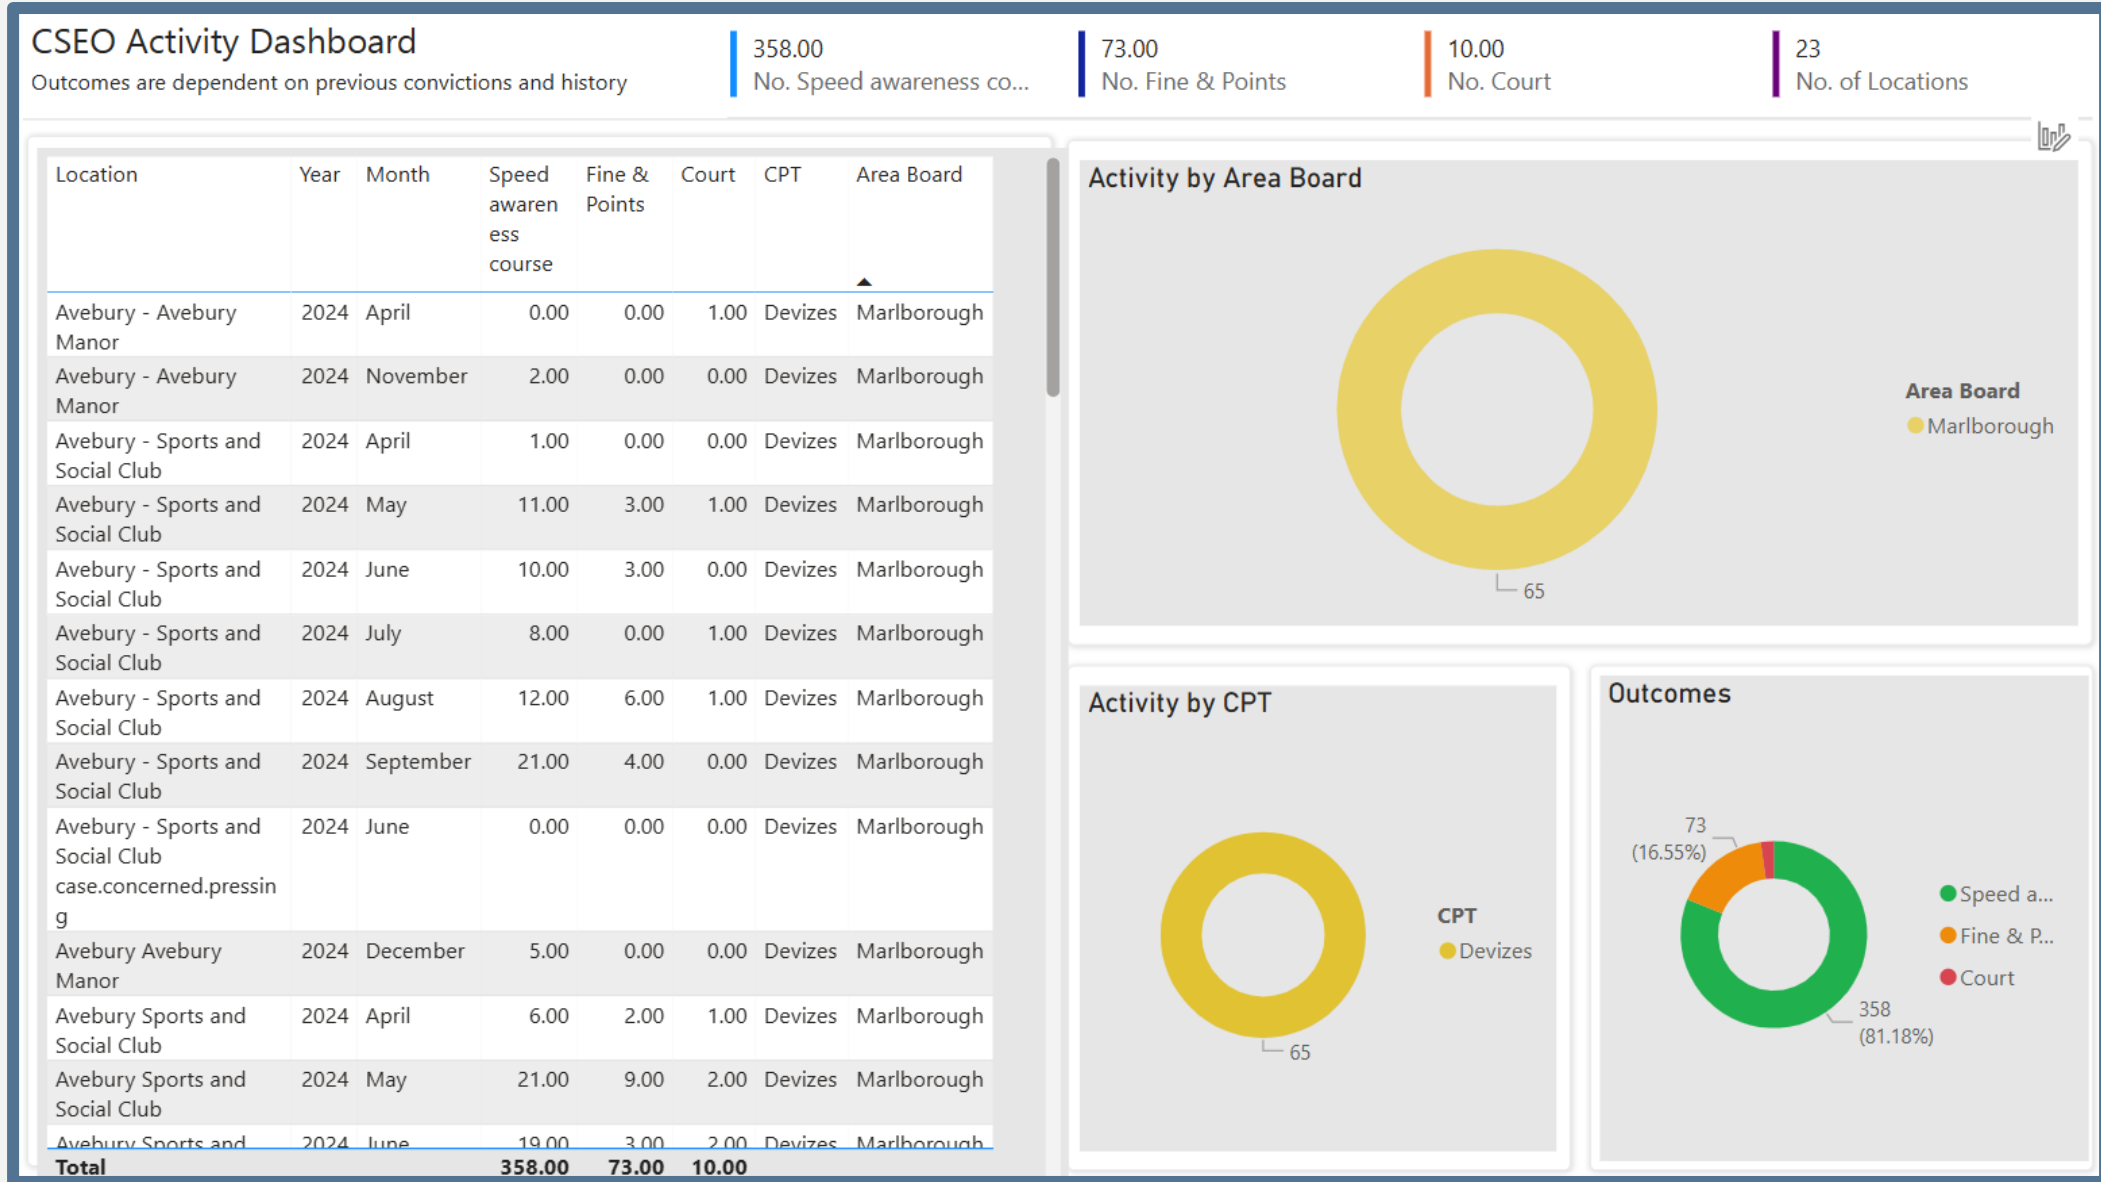 CSEO Activity Dashboard
Outcomes are dependent on previous convictions and history
358.00
No. Speed awareness co...
73.00
No. Fine & Points
10.00
No. Court
23
No. of Locations
Location Year Month Speed awaren ess course Fine & Points Court CPT Area Board
Avebury - Avebury
Manor 2024 April 0.00 0.00 1.00 Devizes Marlborough
Avebury - Avebury
Manor 2024 November 2.00 0.00 0.00 Devizes Marlborough
Avebury - Sports and
Social Club 2024 April 1.00 0.00 0.00 Devizes Marlborough
Avebury - Sports and
Social Club 2024 May 11.00 3.00 1.00 Devizes Marlborough
Avebury - Sports and
Social Club 2024 June 10.00 3.00 0.00 Devizes Marlborough
Avebury - Sports and
Social Club 2024 July 8.00 0.00 1.00 Devizes Marlborough
Avebury - Sports and
Social Club 2024 August 12.00 6.00 1.00 Devizes Marlborough
Avebury - Sports and
Social Club 2024 September 21.00 4.00 0.00 Devizes Marlborough
Avebury - Sports and
Social Club
case.concerned.pressin
g 2024 June 0.00 0.00 0.00 Devizes Marlborough
Avebury Avebury
Manor 2024 December 5.00 0.00 0.00 Devizes Marlborough
Avebury Sports and
Social Club 2024 April 6.00 2.00 1.00 Devizes Marlborough
Avebury Sports and
Social Club 2024 May 21.00 9.00 2.00 Devizes Marlborough
Avebury Sports and 2024 June 19.00 3.00 2.00 Devizes Marlborough
Total 358.00 73.00 10.00
Activity by Area Board
65
Area Board
Marlborough
Activity by CPT
65
CPT
Devizes
Outcomes
73
(16.55%)
358
(81.18%)
Speed a...
Fine & P...
Court